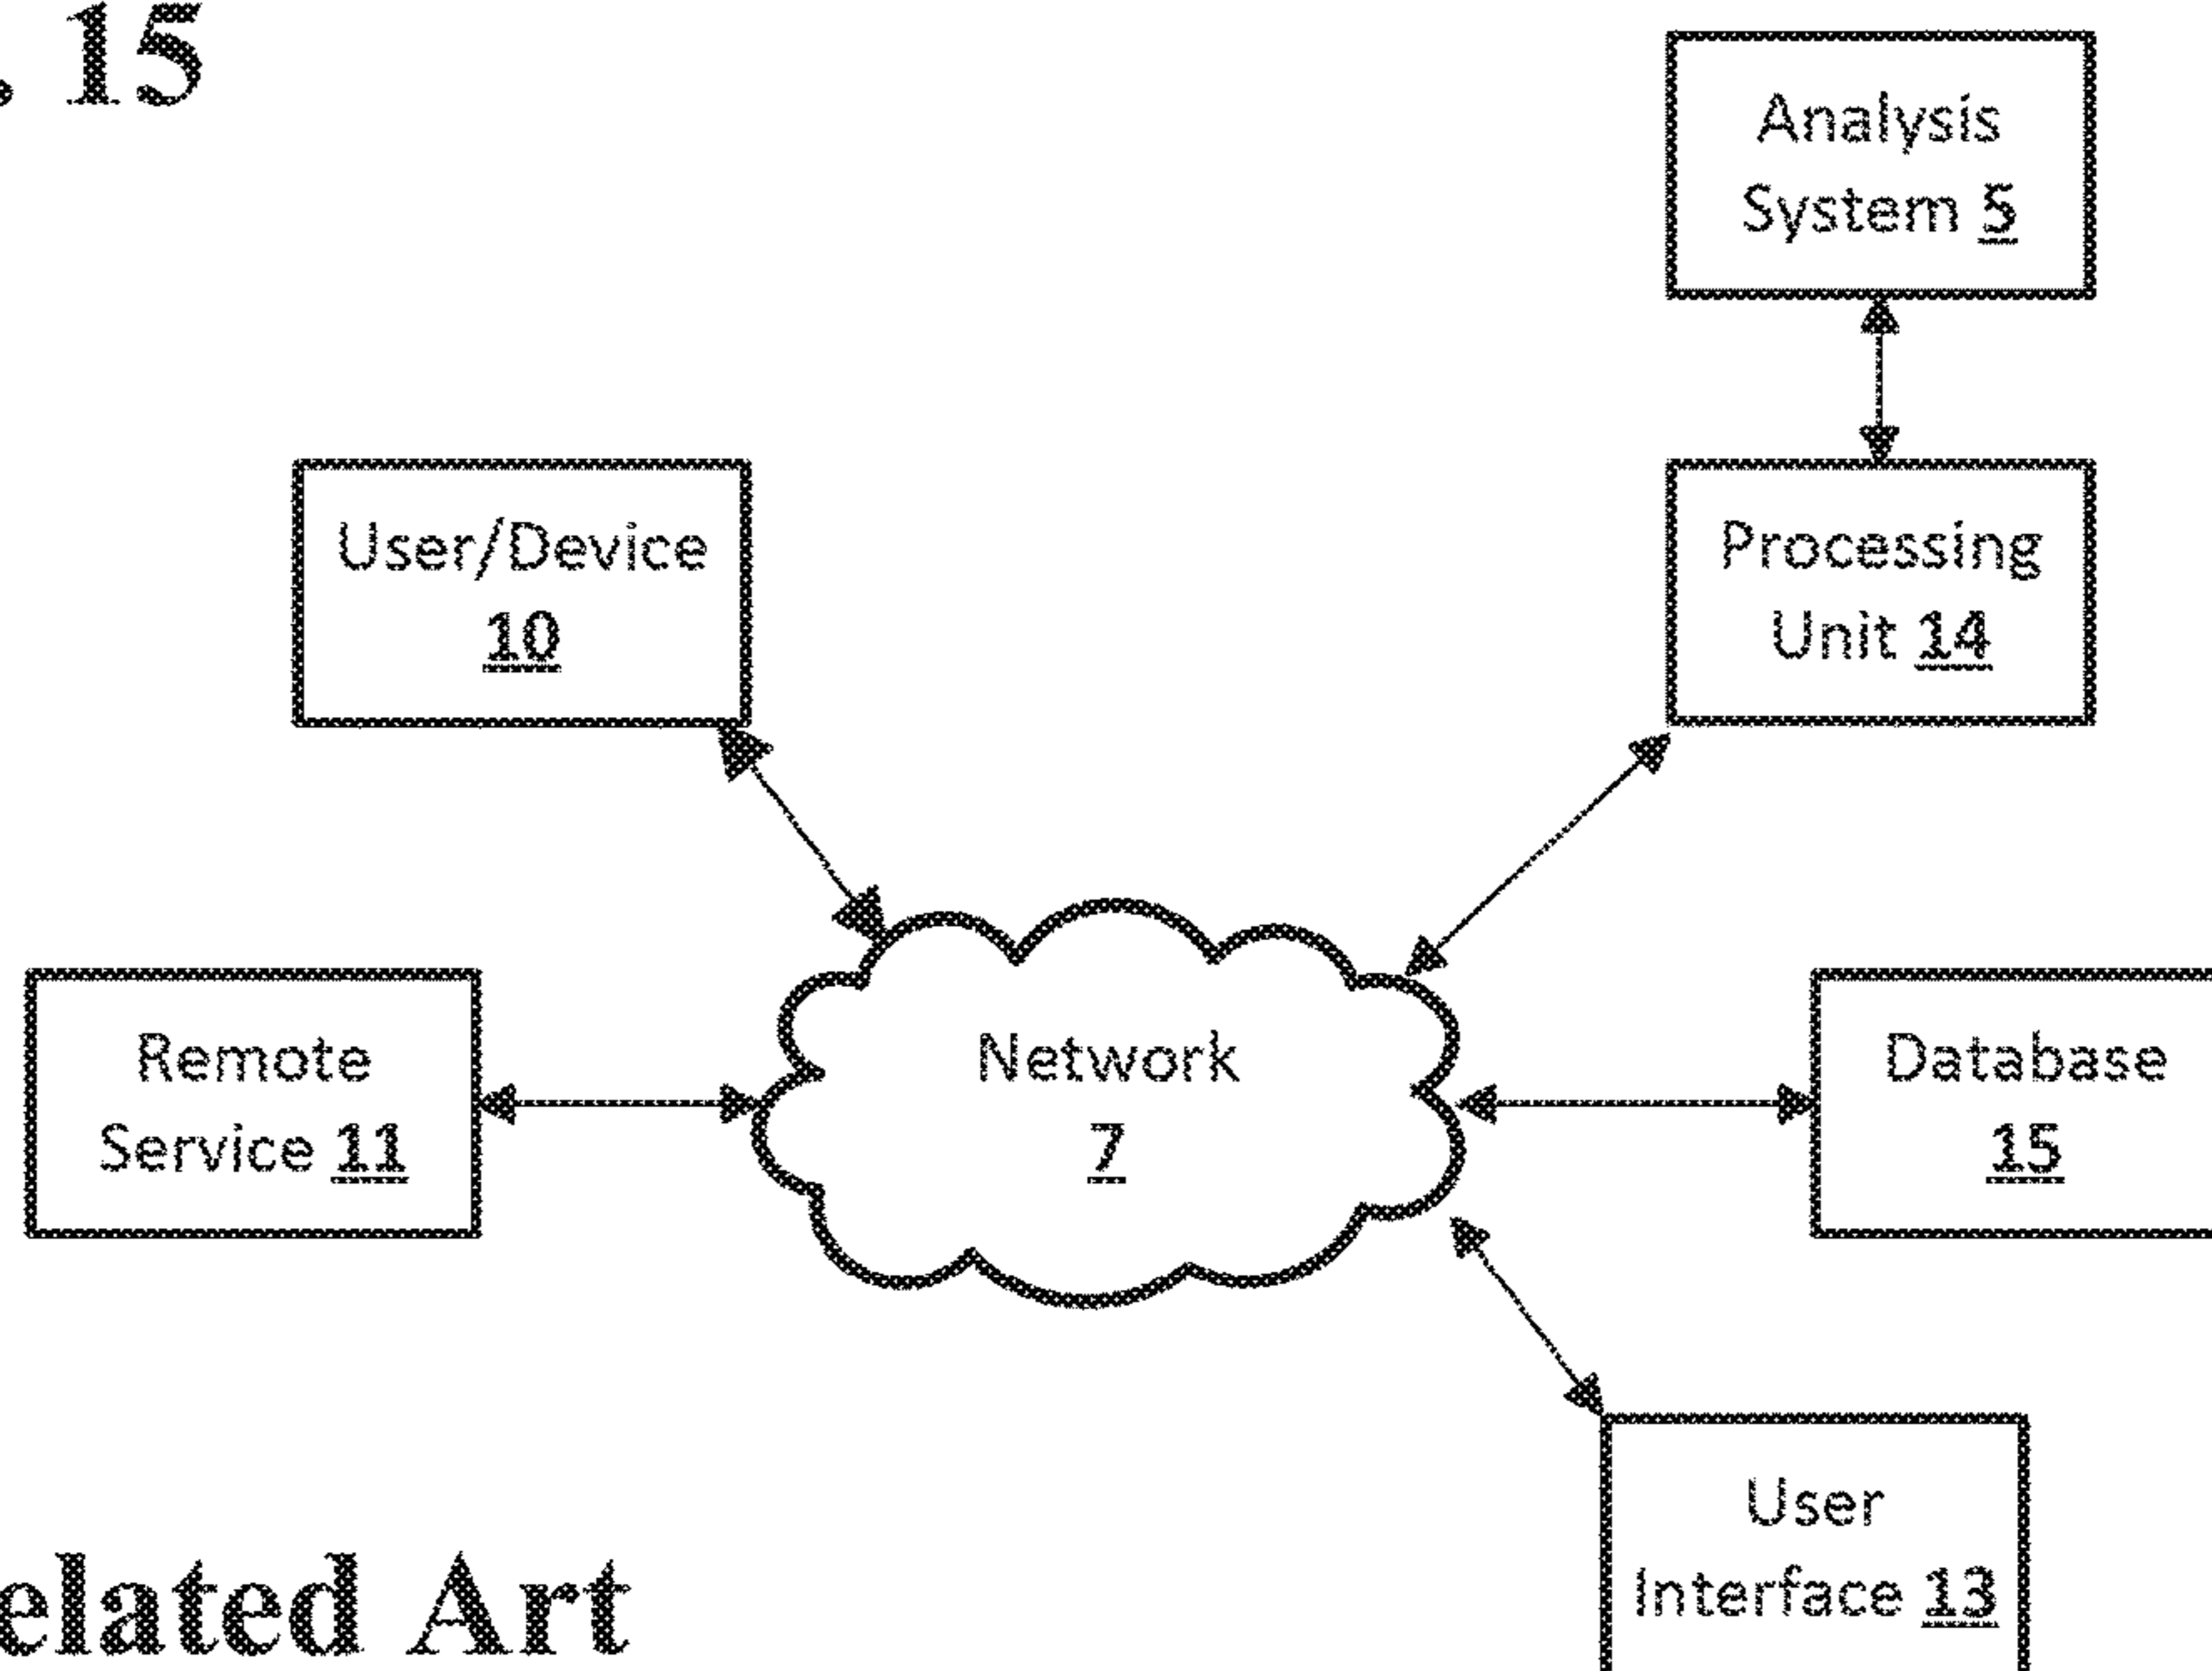 . 15
Analysis
System 5
User/Device
10
Processing
Unit 14
Remote
Service 11
Network
7
Database
15
User
Interface 13
elated Art